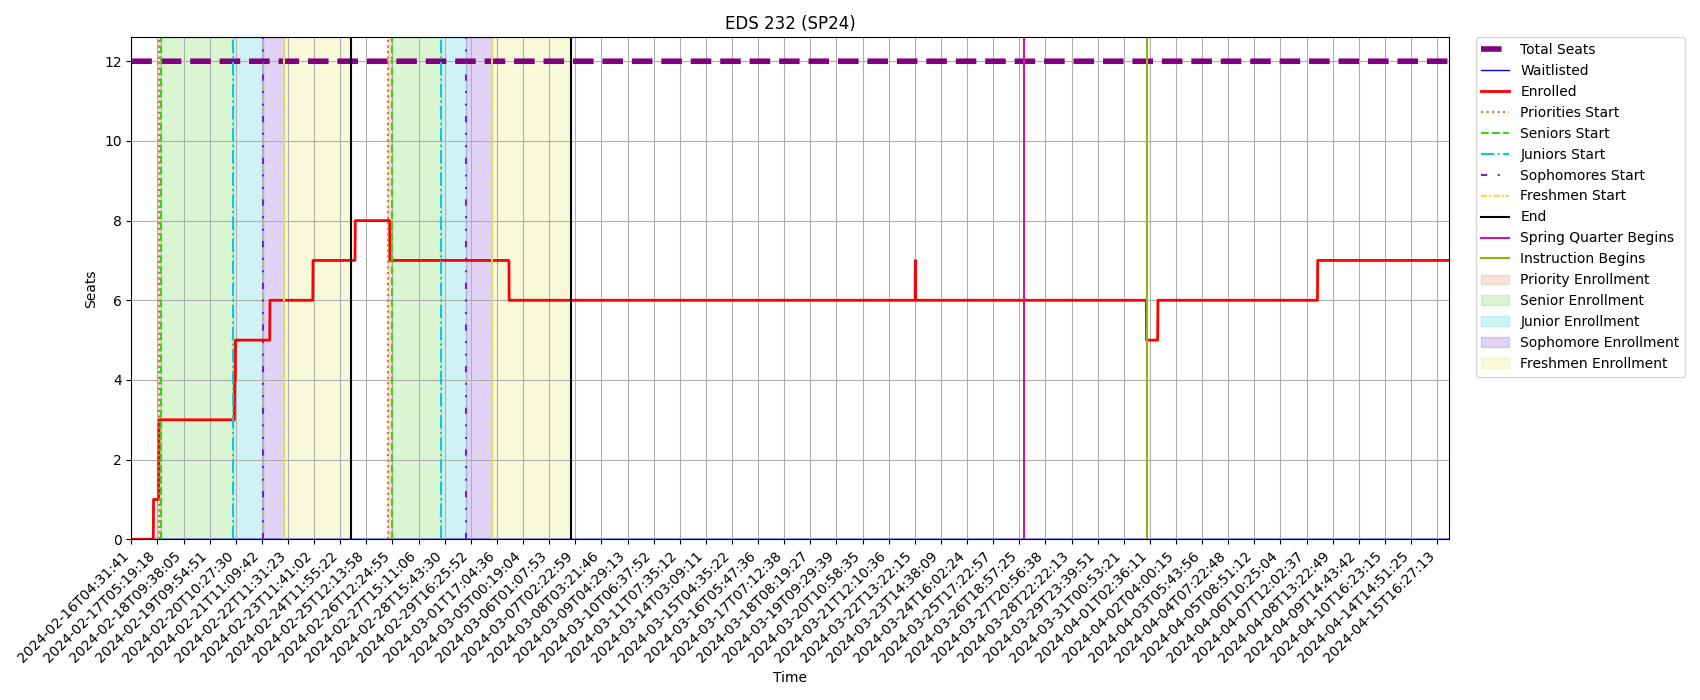 EDS 232 (SP24)
Seats
12
10
8
6
4
2
0
2024-02-16T04:31:41
2024-02-17T05:19:18
2024-02-18T09:38:05
2024-02-19T09:54:51
2024-02-20T10:27:30
2024-02-21T11:09:42
2024-02-22T11:31:23
2024-02-23T11:41:02
2024-02-24T11:55:22
2024-02-25T12:13:58
2024-02-26T12:24:55
2024-02-27T15:11:06
2024-02-28T15:43:30
2024-02-29T16:25:52
2024-03-01T17:04:36
2024-03-05T00:19:04
2024-03-06T01:07:53
2024-03-07T02:22:59
2024-03-08T03:21:46
2024-03-09T04:29:13
2024-03-10T06:37:52
2024-03-11T07:35:12
2024-03-14T03:09:11
2024-03-15T04:35:22
2024-03-16T05:47:36
2024-03-17T07:12:38
2024-03-18T08:19:27
2024-03-19T09:29:39
2024-03-20T10:58:35
2024-03-21T12:10:36
2024-03-22T13:22:15
2024-03-23T14:38:09
2024-03-24T16:02:24
2024-03-25T17:22:57
2024-03-26T18:57:25
2024-03-27T20:56:38
2024-03-28T22:22:13
2024-03-29T23:39:51
2024-03-31T00:53:21
2024-04-01T02:36:11
2024-04-02T04:00:15
2024-04-03T05:43:56
2024-04-04T07:22:48
2024-04-05T08:51:12
2024-04-06T10:25:04
2024-04-07T12:02:37
2024-04-08T13:22:49
2024-04-09T14:43:42
2024-04-10T16:23:15
2024-04-14T14:51:25
2024-04-15T16:27:13
Time
Total Seats
Waitlisted
Enrolled
Priorities Start
Seniors Start
Juniors Start
Sophomores Start
Freshmen Start
End
Spring Quarter Begins
Instruction Begins
Priority Enrollment
Senior Enrollment
Junior Enrollment
Sophomore Enrollment
Freshmen Enrollment